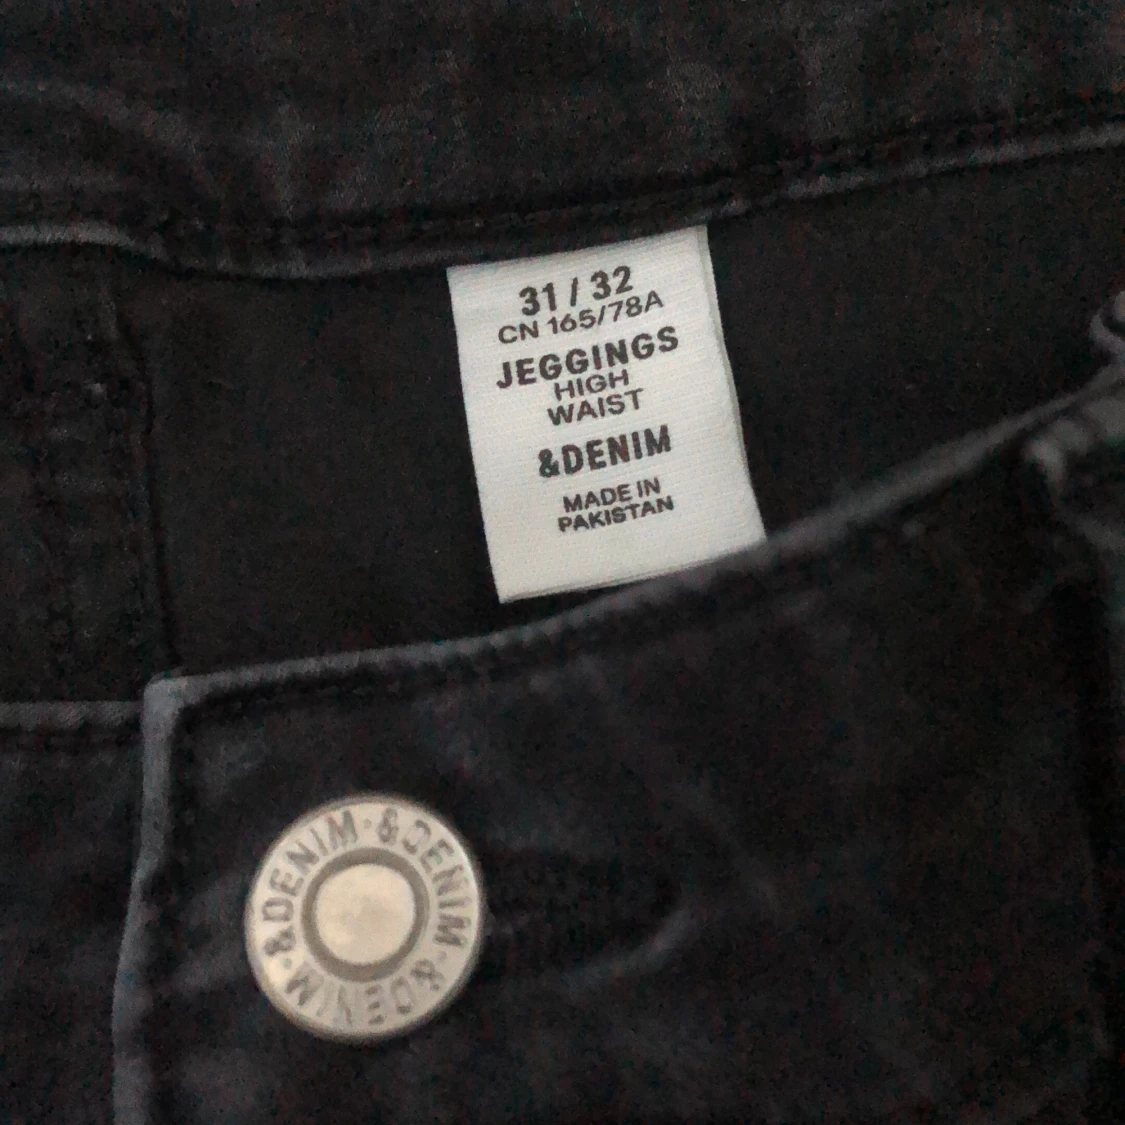 31 / 32
CN 165/78A
JEGGINGS
HIGH
WAIST
&DENIM
MADE IN
PAKISTAN
&DENIM · &DENIM · &DENIM ·